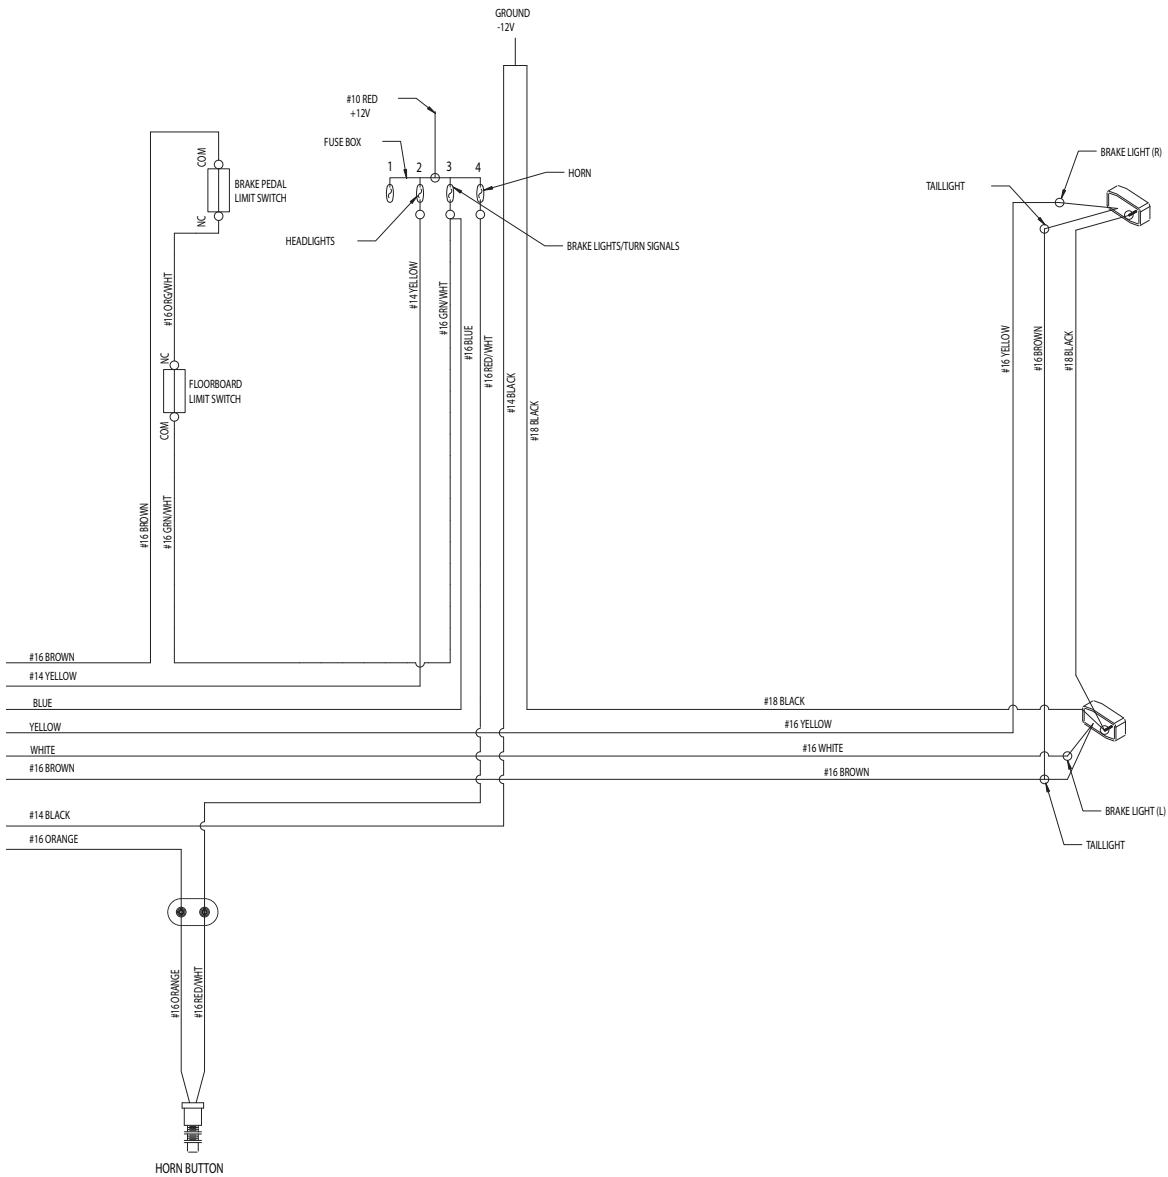 GROUND
-12V
#10 RED
+12V
FUSE BOX
1 2 3 4
HORN
HEADLIGHTS
BRAKE LIGHTS/TURN SIGNALS
COM
BRAKE PEDAL
LIMIT SWITCH
NC
#16 ORG/WHT
NC
FLOORBOARD
LIMIT SWITCH
COM
#16 BROWN
#16 GRN/WHT
#14 YELLOW
#16 GRN/WHT
#16 BLUE
#16 RED/WHT
#14 BLACK
#18 BLACK
BRAKE LIGHT (R)
TAILLIGHT
#16 YELLOW
#16 BROWN
#18 BLACK
#16 BROWN
#14 YELLOW
BLUE
YELLOW
WHITE
#16 BROWN
#14 BLACK
#16 ORANGE
#18 BLACK
#16 YELLOW
#16 WHITE
#16 BROWN
BRAKE LIGHT (L)
TAILLIGHT
#16 ORANGE
#16 RED/WHT
HORN BUTTON